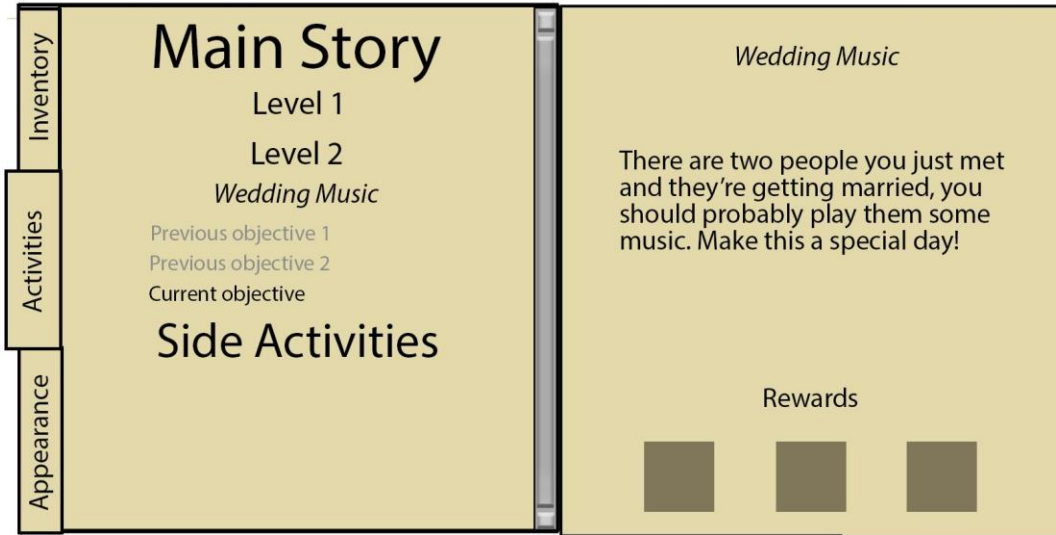 Inventory
Activities
Appearance
Main Story
Level 1
Level 2
Wedding Music
Previous objective 1
Previous objective 2
Current objective
Side Activities
Wedding Music
There are two people you just met
and they’re getting married, you
should probably play them some
music. Make this a special day!
Rewards